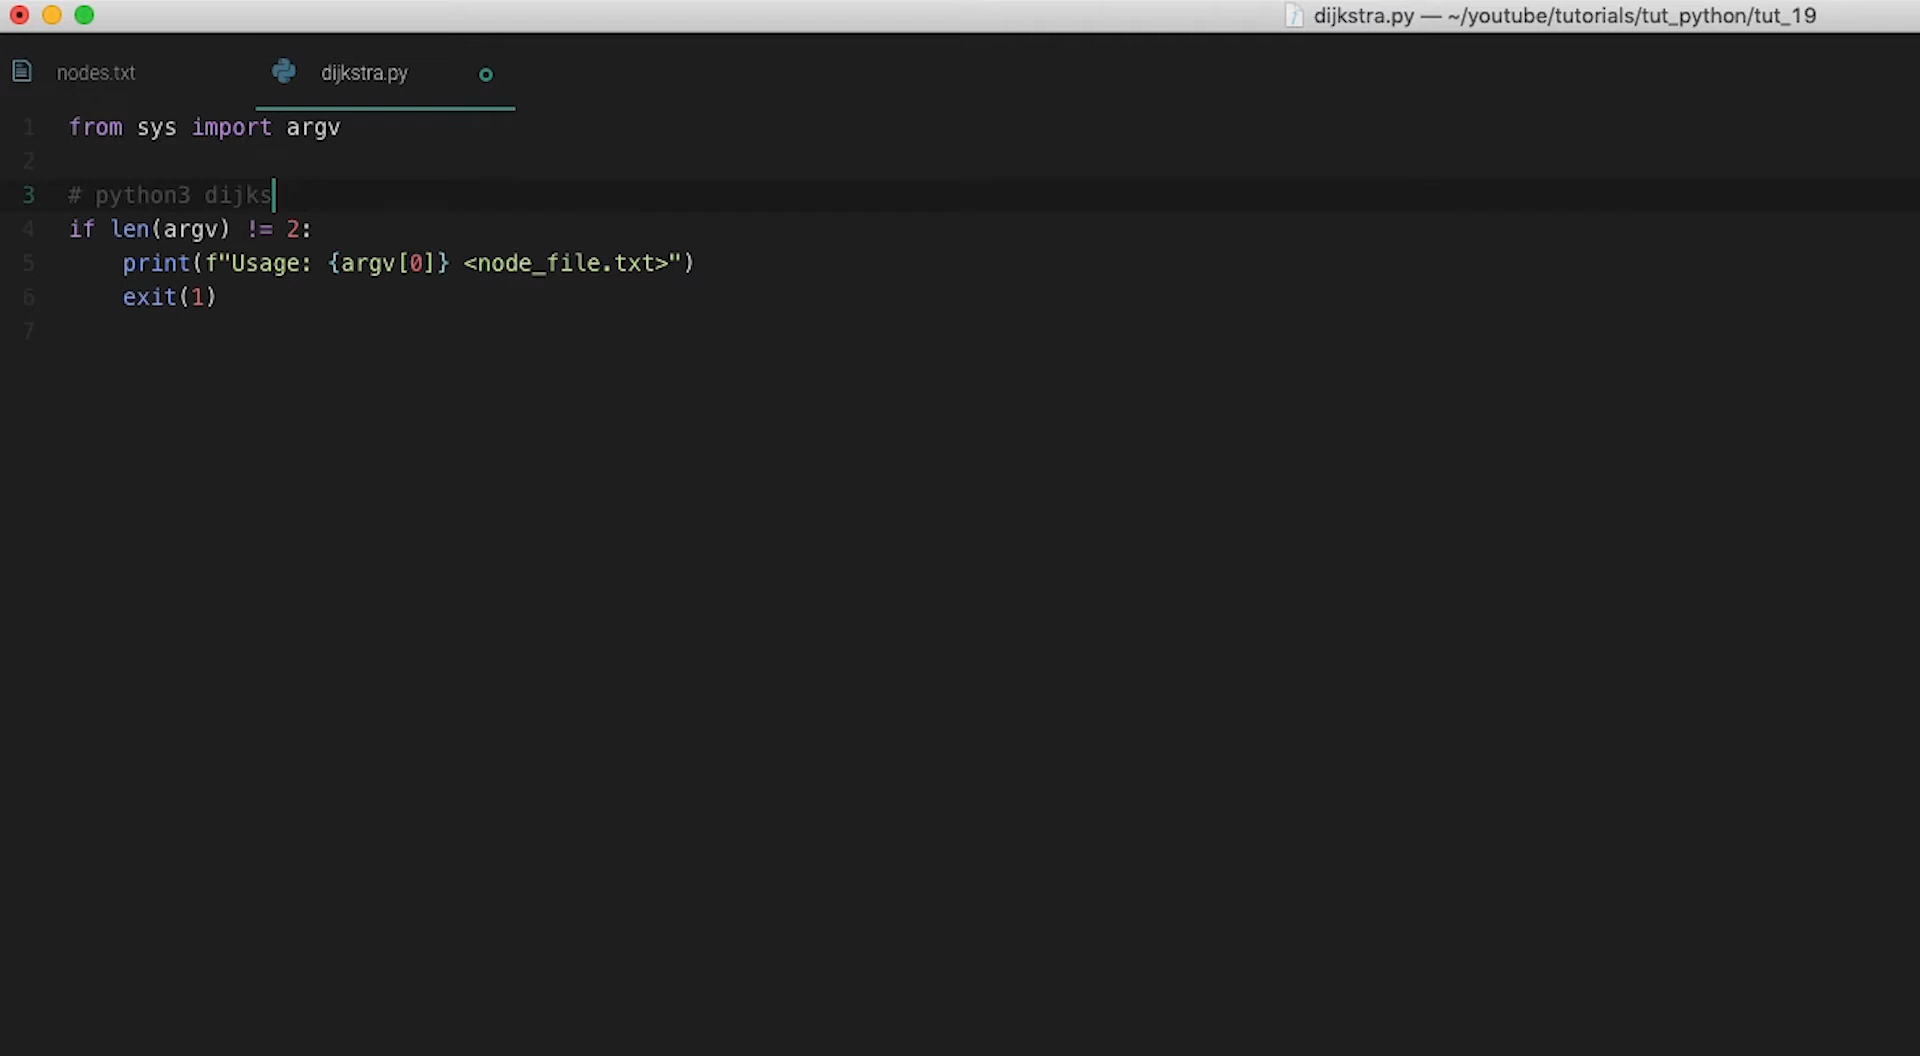 dijkstra.py — ~/youtube/tutorials/tut_python/tut_19
nodes.txt dijkstra.py
1 from sys import argv
2
3 # python3 dijks
4 if len(argv) != 2:
5 print(f"Usage: {argv[0]} <node_file.txt>")
6 exit(1)
7